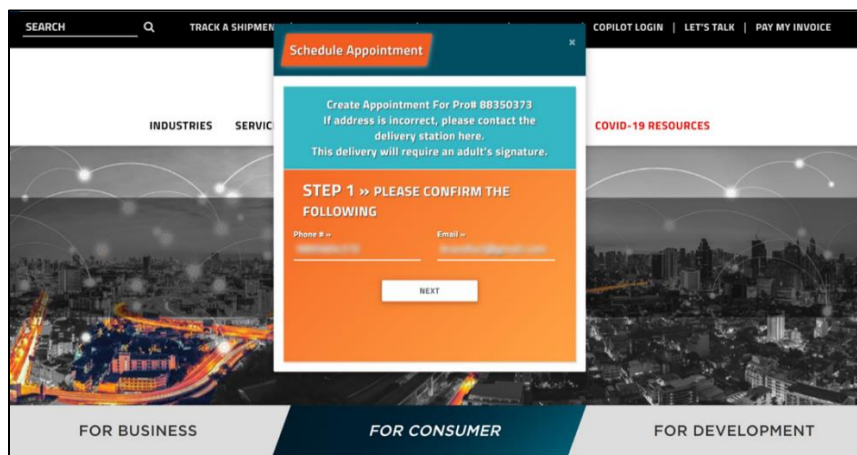 SEARCH
TRACK A SHIPMEN
COPILOT LOGIN | LET'S TALK | PAY MY INVOICE
Schedule Appointment
×
Create Appointment For Pro# 88350373
If address is incorrect, please contact the
delivery station here.
This delivery will require an adult's signature.
INDUSTRIES SERVIC
COVID-19 RESOURCES
STEP 1 » PLEASE CONFIRM THE
FOLLOWING
Phone # » Email »
NEXT
FOR BUSINESS FOR CONSUMER FOR DEVELOPMENT